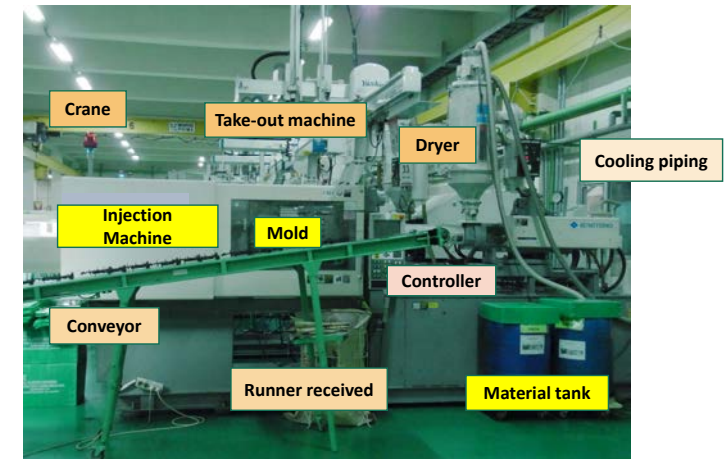 Crane
Take-out machine
Dryer
Cooling piping
Injection
Machine
Mold
Controller
Conveyor
Runner received
Material tank